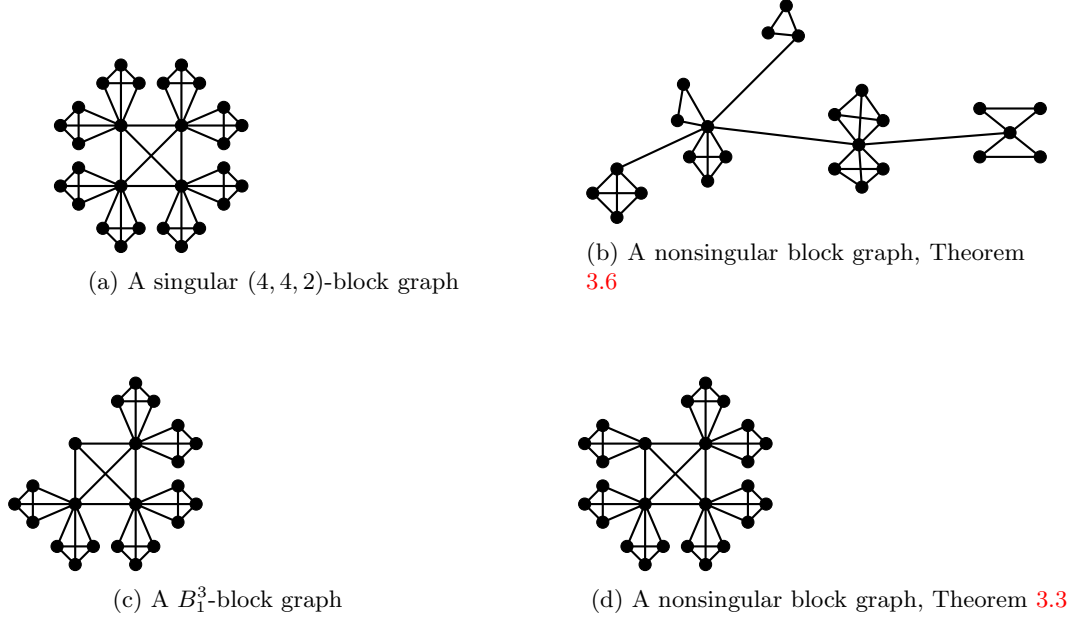 (a) A singular (4, 4, 2)-block graph
(b) A nonsingular block graph, Theorem
3.6
(c) A $B_1^3$-block graph
(d) A nonsingular block graph, Theorem 3.3